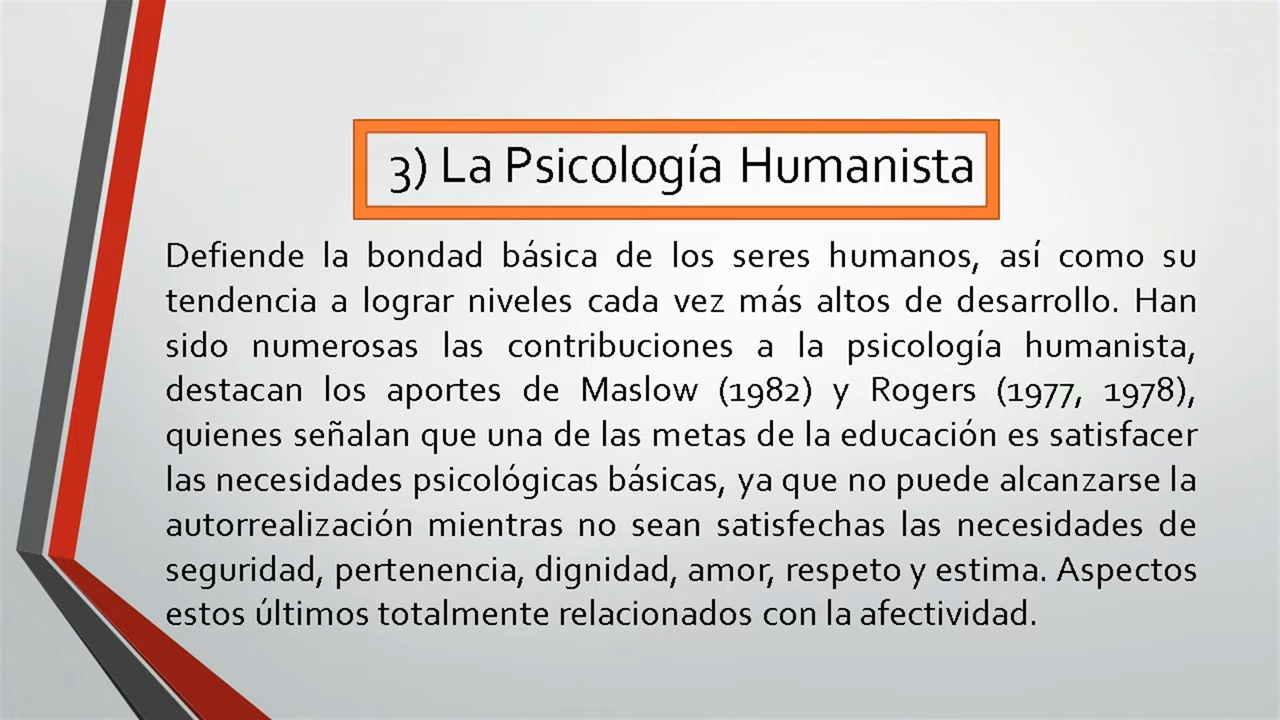 3) La Psicología Humanista
Defiende la bondad básica de los seres humanos, así como su
tendencia a lograr niveles cada vez más altos de desarrollo. Han
sido numerosas las contribuciones a la psicología humanista,
destacan los aportes de Maslow (1982) y Rogers (1977, 1978),
quienes señalan que una de las metas de la educación es satisfacer
las necesidades psicológicas básicas, ya que no puede alcanzarse la
autorrealización mientras no sean satisfechas las necesidades de
seguridad, pertenencia, dignidad, amor, respeto y estima. Aspectos
estos últimos totalmente relacionados con la afectividad.